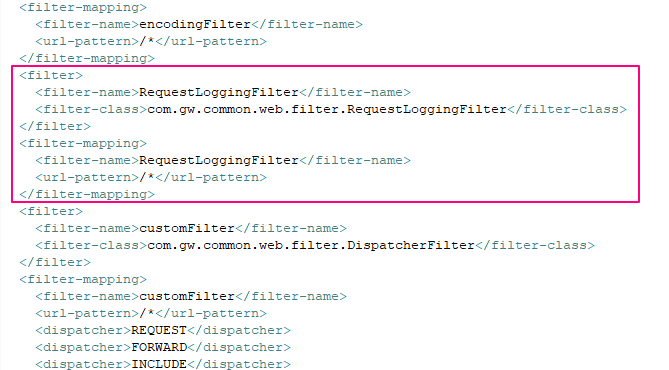 <filter-mapping>
<filter-name>encodingFilter</filter-name>
<url-pattern>/*</url-pattern>
</filter-mapping>
<filter>
<filter-name>RequestLoggingFilter</filter-name>
<filter-class>com.gw.common.web.filter.RequestLoggingFilter</filter-class>
</filter>
<filter-mapping>
<filter-name>RequestLoggingFilter</filter-name>
<url-pattern>/*</url-pattern>
</filter-mapping>
<filter>
<filter-name>customFilter</filter-name>
<filter-class>com.gw.common.web.filter.DispatcherFilter</filter-class>
</filter>
<filter-mapping>
<filter-name>customFilter</filter-name>
<url-pattern>/*</url-pattern>
<dispatcher>REQUEST</dispatcher>
<dispatcher>FORWARD</dispatcher>
<dispatcher>INCLUDE</dispatcher>